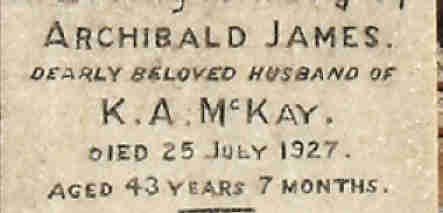 ARCHIBALD JAMES.
DEARLY BELOVED HUSBAND OF
K.A. McKAY.
DIED 25 JULY 1927.
AGED 43 YEARS 7 MONTHS.